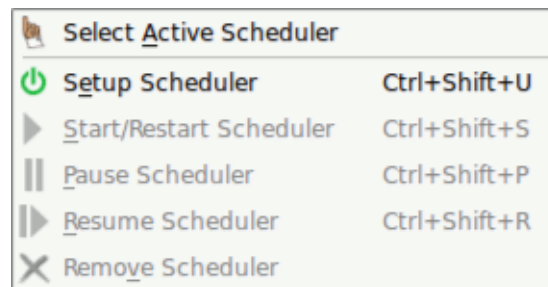 Select Active Scheduler
Setup Scheduler Ctrl+Shift+U
Start/Restart Scheduler Ctrl+Shift+S
Pause Scheduler Ctrl+Shift+P
Resume Scheduler Ctrl+Shift+R
Remove Scheduler